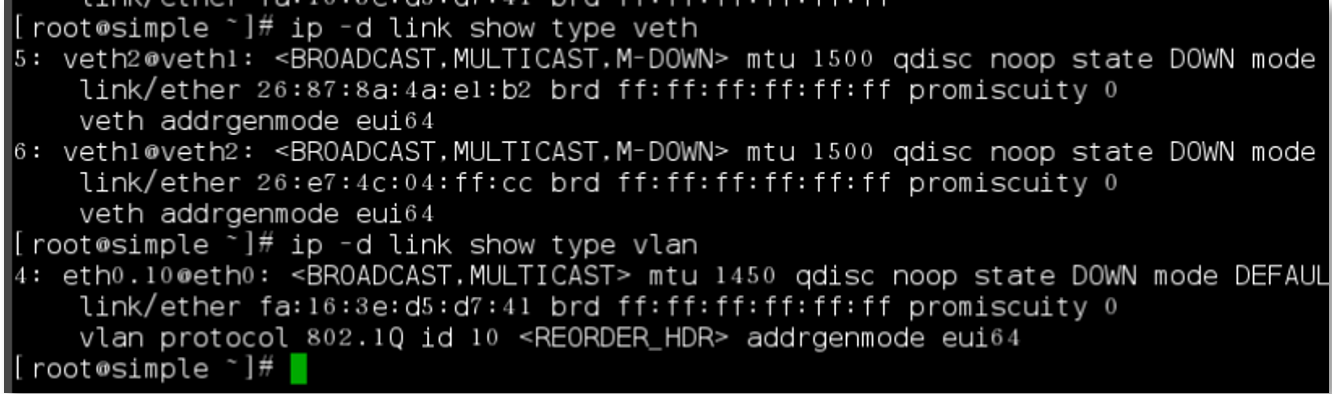 [root@simple ~]# ip -d link show type veth
5: veth2@veth1: <BROADCAST,MULTICAST,M-DOWN> mtu 1500 qdisc noop state DOWN mode
    link/ether 26:87:8a:4a:e1:b2 brd ff:ff:ff:ff:ff:ff promiscuity 0
    veth addrgenmode eui64
6: veth1@veth2: <BROADCAST,MULTICAST,M-DOWN> mtu 1500 qdisc noop state DOWN mode
    link/ether 26:e7:4c:04:ff:cc brd ff:ff:ff:ff:ff:ff promiscuity 0
    veth addrgenmode eui64
[root@simple ~]# ip -d link show type vlan
4: eth0.10@eth0: <BROADCAST,MULTICAST> mtu 1450 qdisc noop state DOWN mode DEFAUL
    link/ether fa:16:3e:d5:d7:41 brd ff:ff:ff:ff:ff:ff promiscuity 0
    vlan protocol 802.1Q id 10 <REORDER_HDR> addrgenmode eui64
[root@simple ~]#